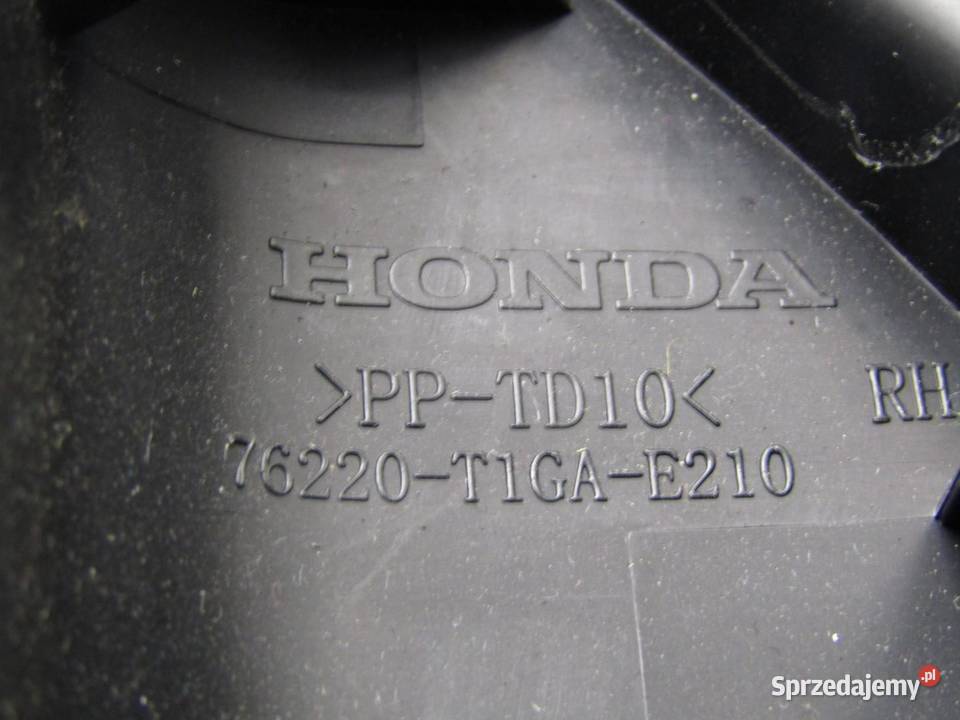 HONDA
>PP-TD10< RH
76220-T1GA-E210
Sprzedajemy.pl